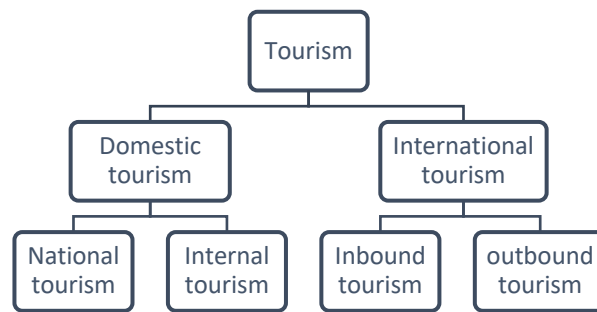 Tourism
Domestic
tourism
International
tourism
National
tourism
Internal
tourism
Inbound
tourism
outbound
tourism